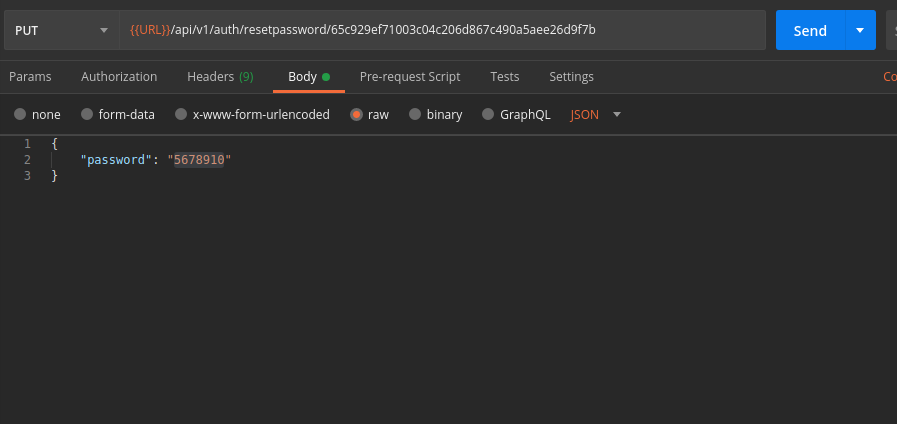 PUT {{URL}}/api/v1/auth/resetpassword/65c929ef71003c04c206d867c490a5aee26d9f7b Send
Params Authorization Headers (9) Body Pre-request Script Tests Settings Co
none form-data x-www-form-urlencoded raw binary GraphQL JSON
1 {
2 "password": "5678910"
3 }